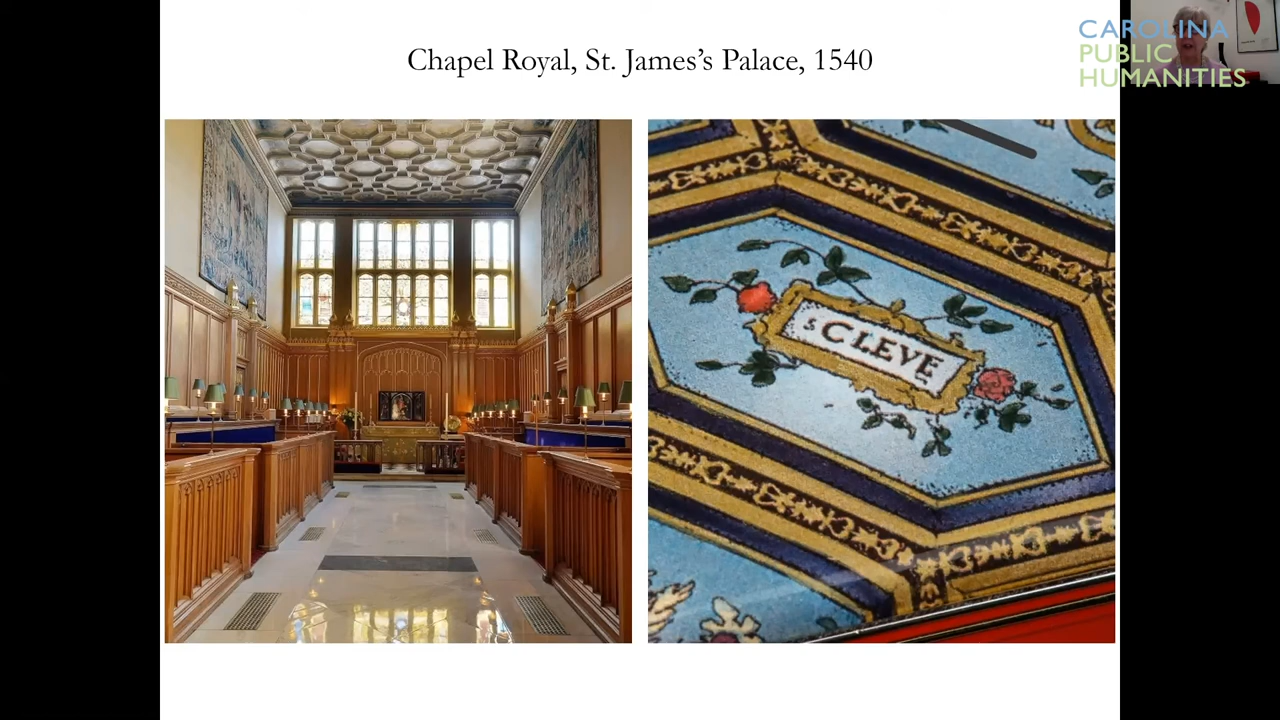 Chapel Royal, St. James’s Palace, 1540
CAROLINA
PUBLIC
HUMANITIES
S CLEVE